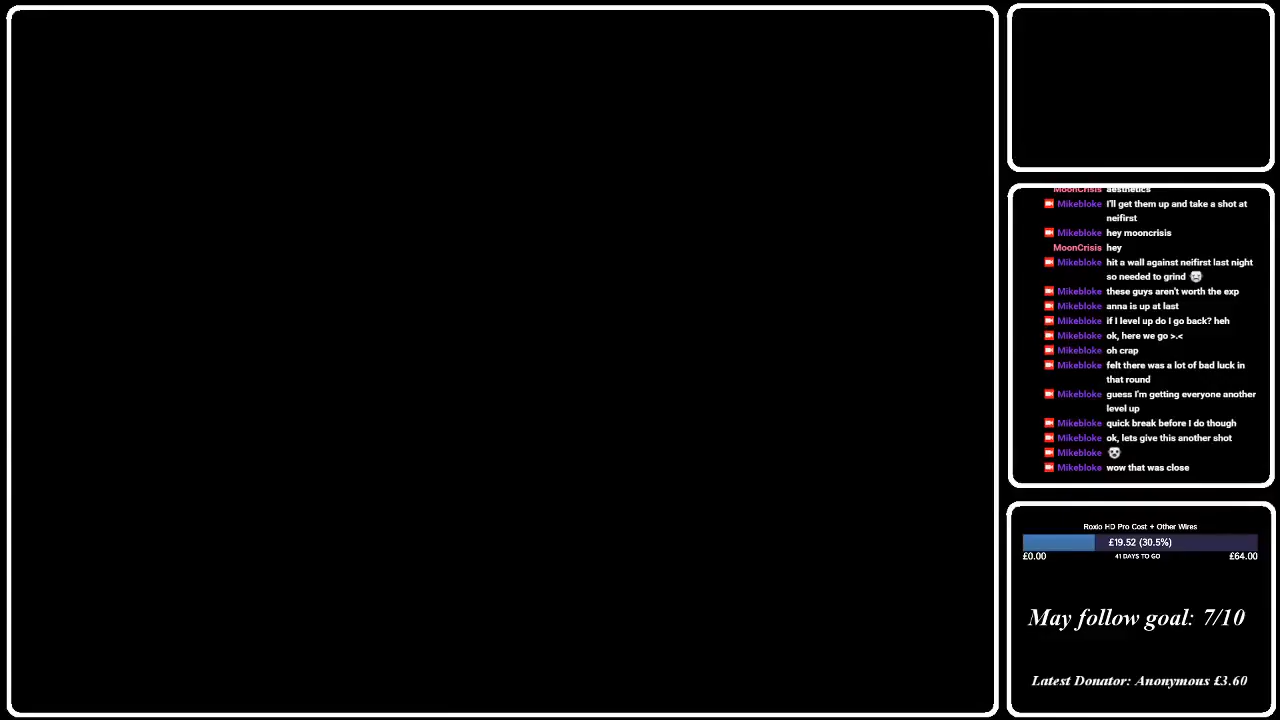 MoonCrisis aesthetics
Mikebloke I'll get them up and take a shot at
neifirst
Mikebloke hey mooncrisis
MoonCrisis hey
Mikebloke hit a wall against neifirst last night
so needed to grind
Mikebloke these guys aren't worth the exp
Mikebloke anna is up at last
Mikebloke if I level up do I go back? heh
Mikebloke ok, here we go >.<
Mikebloke oh crap
Mikebloke felt there was a lot of bad luck in
that round
Mikebloke guess I'm getting everyone another
level up
Mikebloke quick break before I do though
Mikebloke ok, lets give this another shot
Mikebloke
Mikebloke wow that was close
Roxio HD Pro Cost + Other Wires
£19.52 (30.5%)
£0.00 41 DAYS TO GO £64.00
May follow goal: 7/10
Latest Donator: Anonymous £3.60